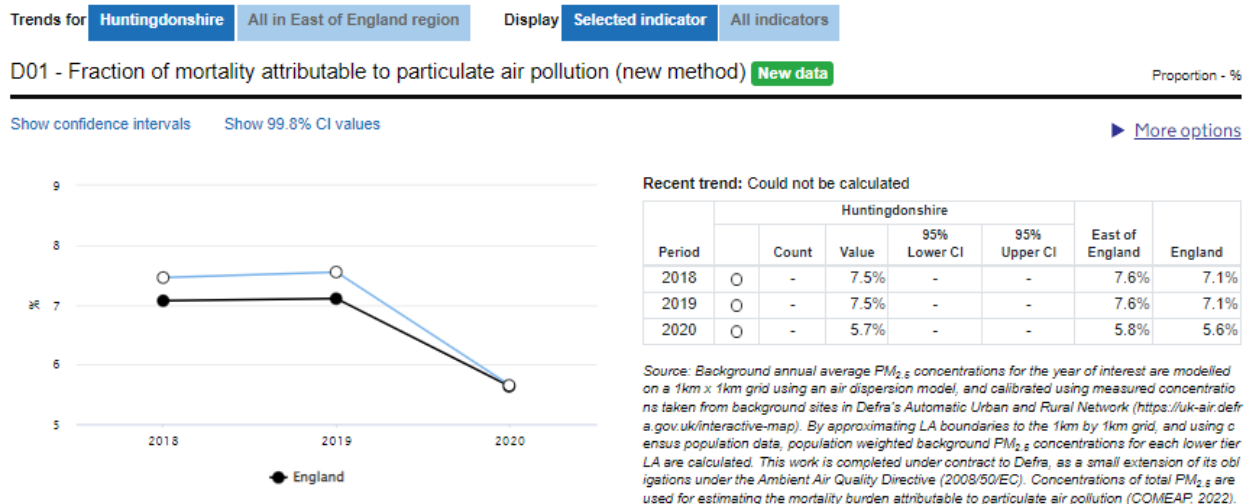 Trends for Huntingdonshire All in East of England region Display Selected indicator All indicators
D01 - Fraction of mortality attributable to particulate air pollution (new method) New data Proportion - %
Show confidence intervals Show 99.8% CI values
► More options
9
8
7
6
5
%
2018 2019 2020
England
Recent trend: Could not be calculated
Huntingdonshire
Period Count Value 95% Lower CI 95% Upper CI East of England England
2018 - 7.5% - - 7.6% 7.1%
2019 - 7.5% - - 7.6% 7.1%
2020 - 5.7% - - 5.8% 5.6%
Source: Background annual average PM2.5 concentrations for the year of interest are modelled
on a 1km x 1km grid using an air dispersion model, and calibrated using measured concentratio
ns taken from background sites in Defra's Automatic Urban and Rural Network (https://uk-air.defr
a.gov.uk/interactive-map). By approximating LA boundaries to the 1km by 1km grid, and using c
ensus population data, population weighted background PM2.5 concentrations for each lower tier
LA are calculated. This work is completed under contract to Defra, as a small extension of its obl
igations under the Ambient Air Quality Directive (2008/50/EC). Concentrations of total PM2.5 are
used for estimating the mortality burden attributable to particulate air pollution (COMEAP, 2022).